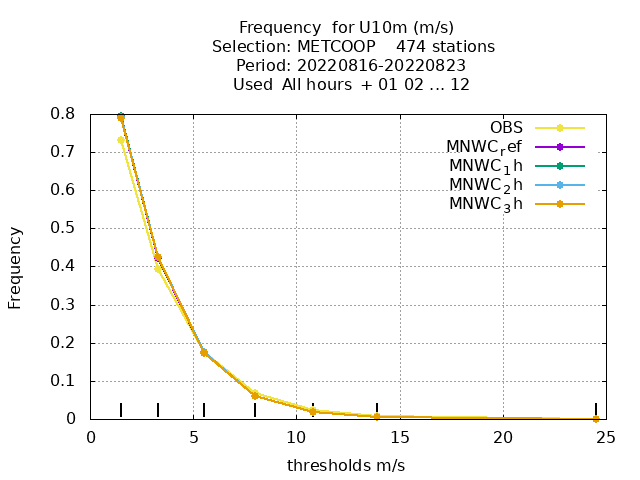 Frequency  for U10m (m/s)
Selection: METCOOP    474 stations
Period: 20220816-20220823
Used  All hours  + 01 02 ... 12
OBS
MNWC_ref
MNWC_1h
MNWC_2h
MNWC_3h
Frequency
0.8
0.7
0.6
0.5
0.4
0.3
0.2
0.1
0
0 5 10 15 20 25
thresholds m/s